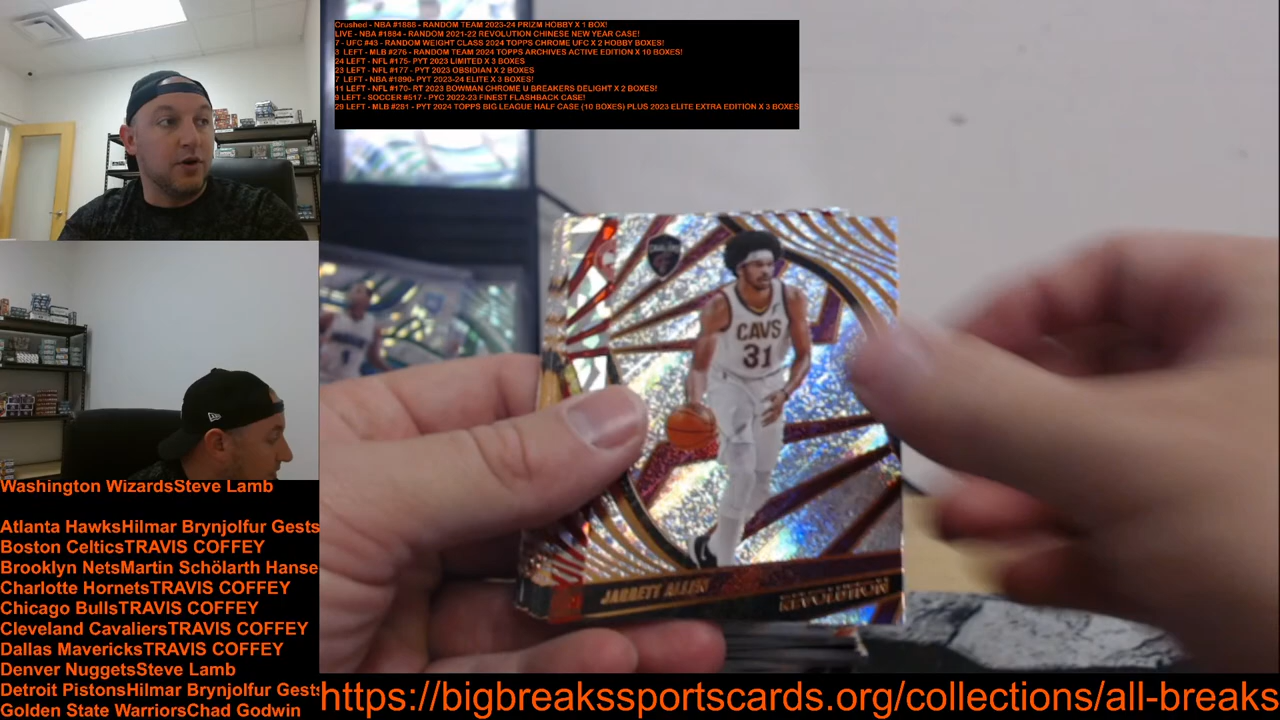 Crushed - NBA #1888 - RANDOM TEAM 2023-24 PRIZM HOBBY X 1 BOX!
LIVE - NBA #1884 - RANDOM 2021-22 REVOLUTION CHINESE NEW YEAR CASE!
7 - UFC #43 - RANDOM WEIGHT CLASS 2024 TOPPS CHROME UFC X 2 HOBBY BOXES!
3 LEFT - MLB #276 - RANDOM TEAM 2024 TOPPS ARCHIVES ACTIVE EDITION X 10 BOXES!
24 LEFT - NFL #175- PYT 2023 LIMITED X 3 BOXES
23 LEFT - NFL #177 - PYT 2023 OBSIDIAN X 2 BOXES
7 LEFT - NBA #1890- PYT 2023-24 ELITE X 3 BOXES!
11 LEFT - NFL #170- RT 2023 BOWMAN CHROME U BREAKERS DELIGHT X 2 BOXES!
9 LEFT - SOCCER #517 - PYC 2022-23 FINEST FLASHBACK CASE!
29 LEFT - MLB #281 - PYT 2024 TOPPS BIG LEAGUE HALF CASE (10 BOXES) PLUS 2023 ELITE EXTRA EDITION X 3 BOXES
CAVS
31
JARRETT ALLEN
REVOLUTION
Washington WizardsSteve Lamb
Atlanta HawksHilmar Brynjolfur Gests
Boston CelticsTRAVIS COFFEY
Brooklyn NetsMartin Schölarth Hanse
Charlotte HornetsTRAVIS COFFEY
Chicago BullsTRAVIS COFFEY
Cleveland CavaliersTRAVIS COFFEY
Dallas MavericksTRAVIS COFFEY
Denver NuggetsSteve Lamb
Detroit PistonsHilmar Brynjolfur Gests
Golden State WarriorsChad Godwin
https://bigbreakssportscards.org/collections/all-breaks